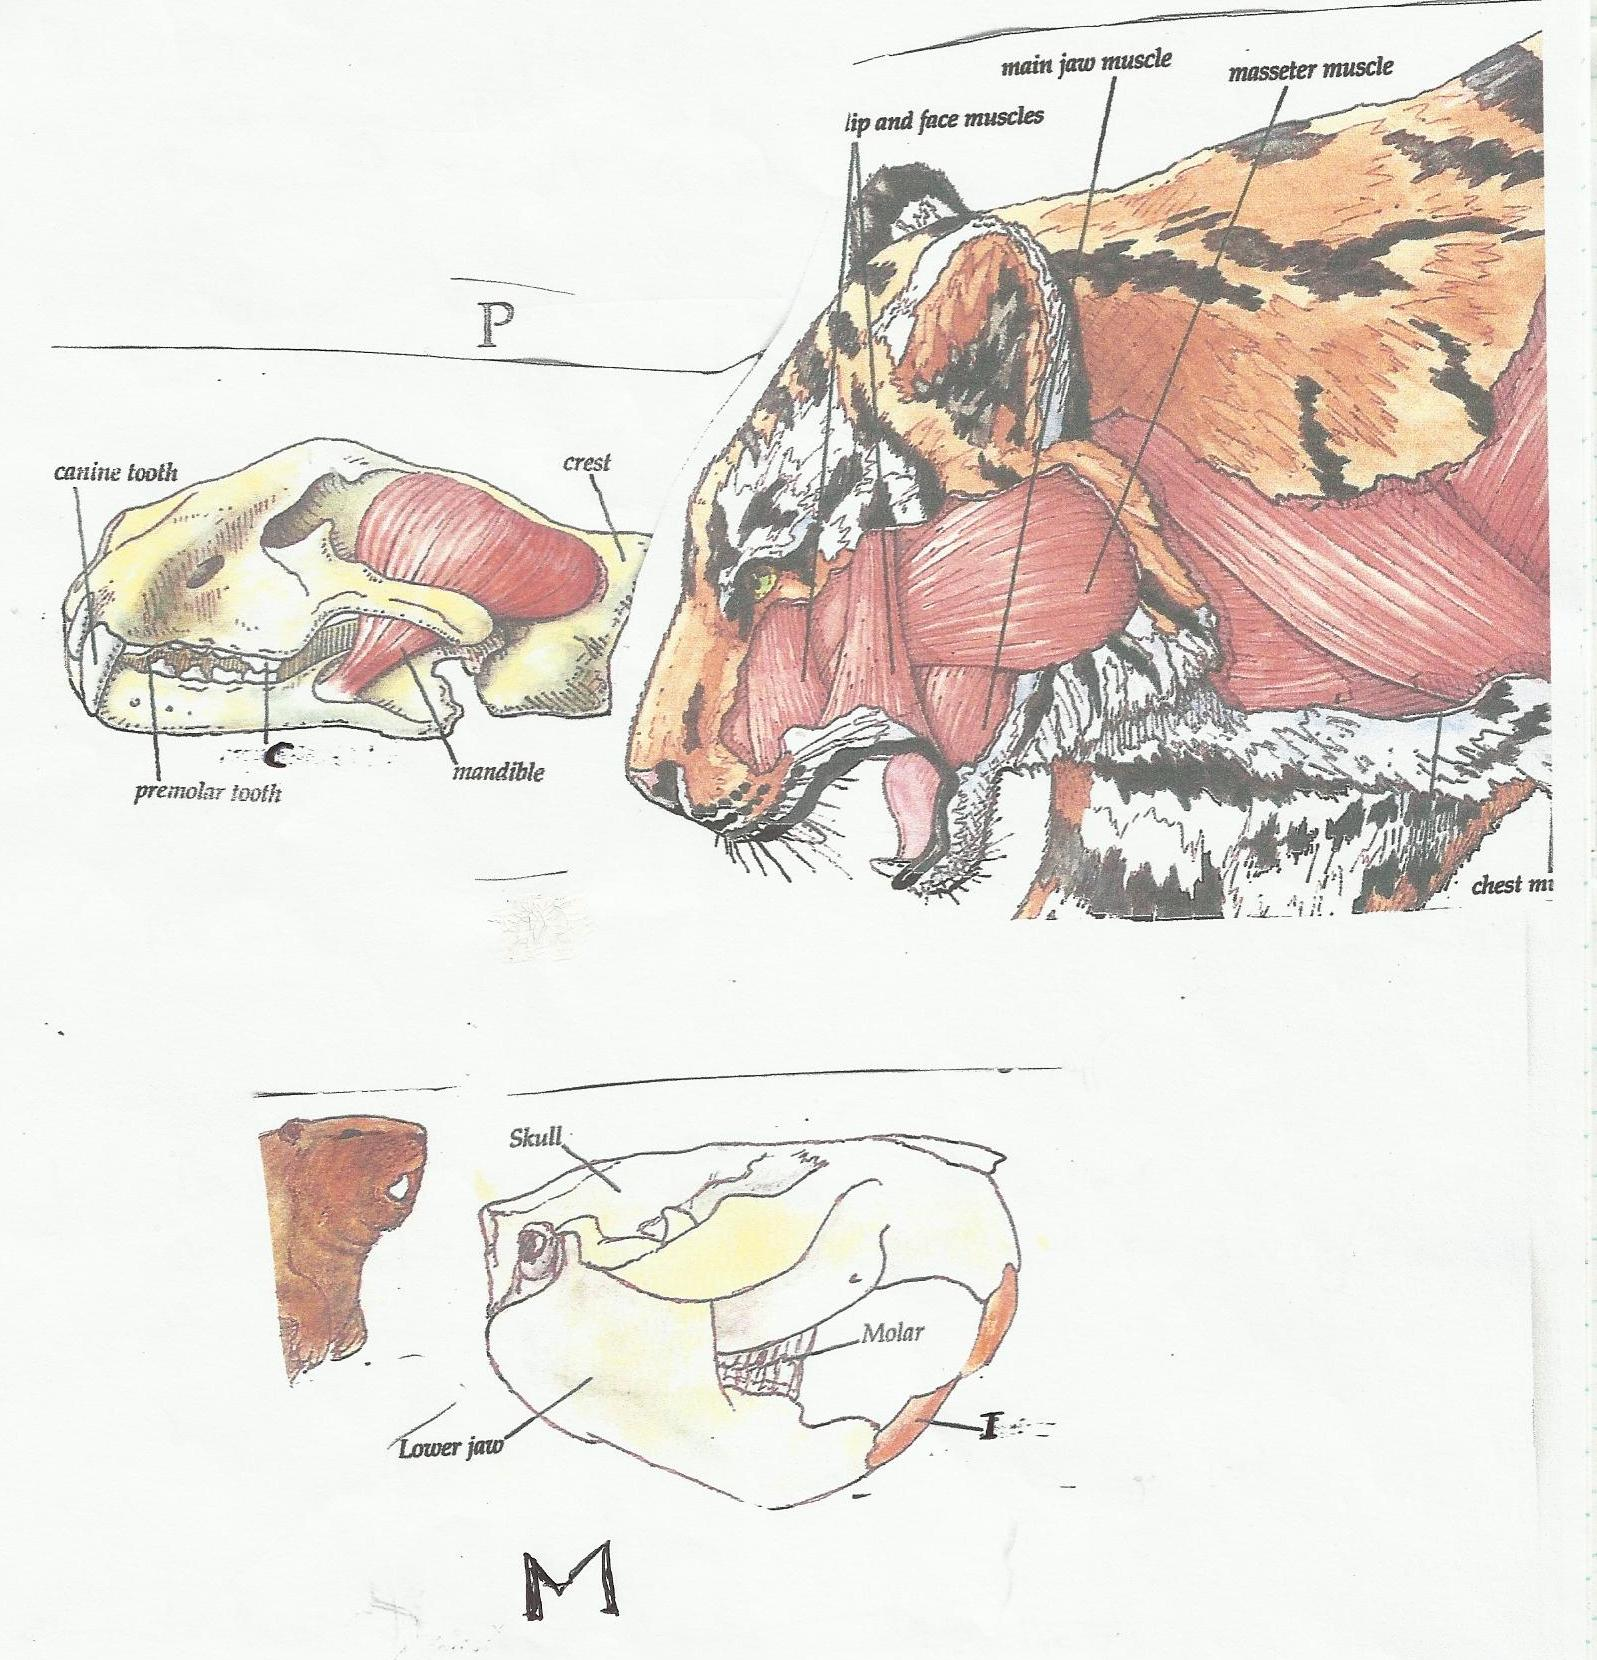 main jaw muscle
masseter muscle
lip and face muscles
P
canine tooth
crest
C
mandible
premolar tooth
chest mu
Skull
Molar
I
Lower jaw
M